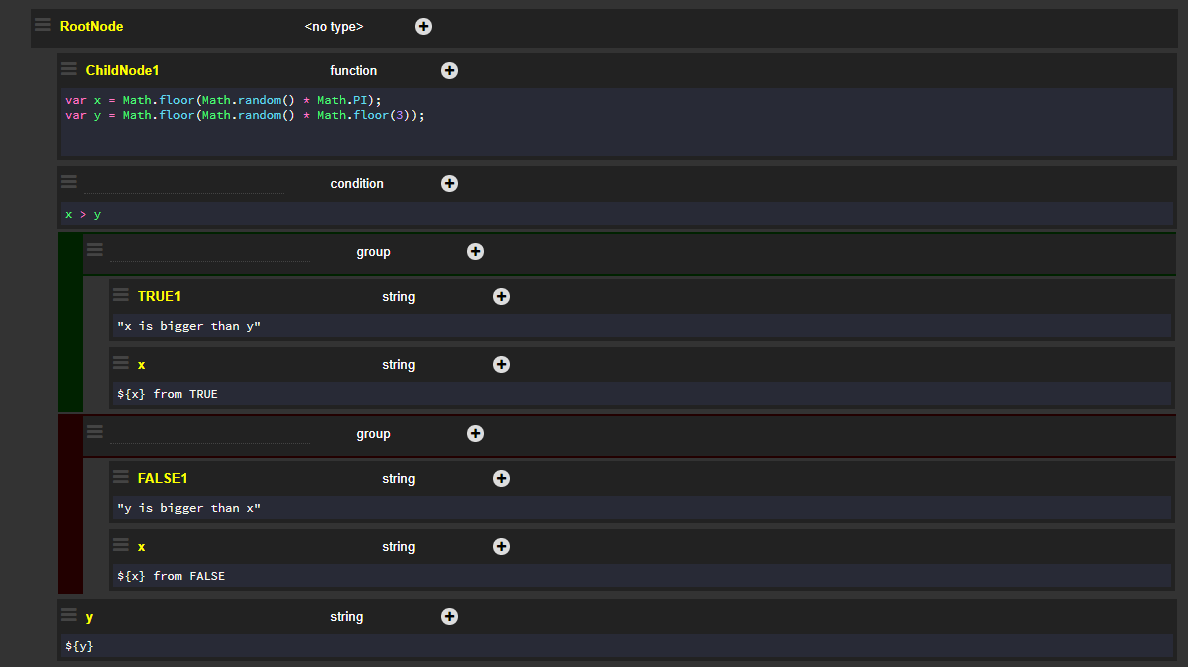 RootNode <no type>
ChildNode1 function
var x = Math.floor(Math.random() * Math.PI);
var y = Math.floor(Math.random() * Math.floor(3));
condition
x > y
group
TRUE1 string
"x is bigger than y"
x string
${x} from TRUE
group
FALSE1 string
"y is bigger than x"
x string
${x} from FALSE
y string
${y}